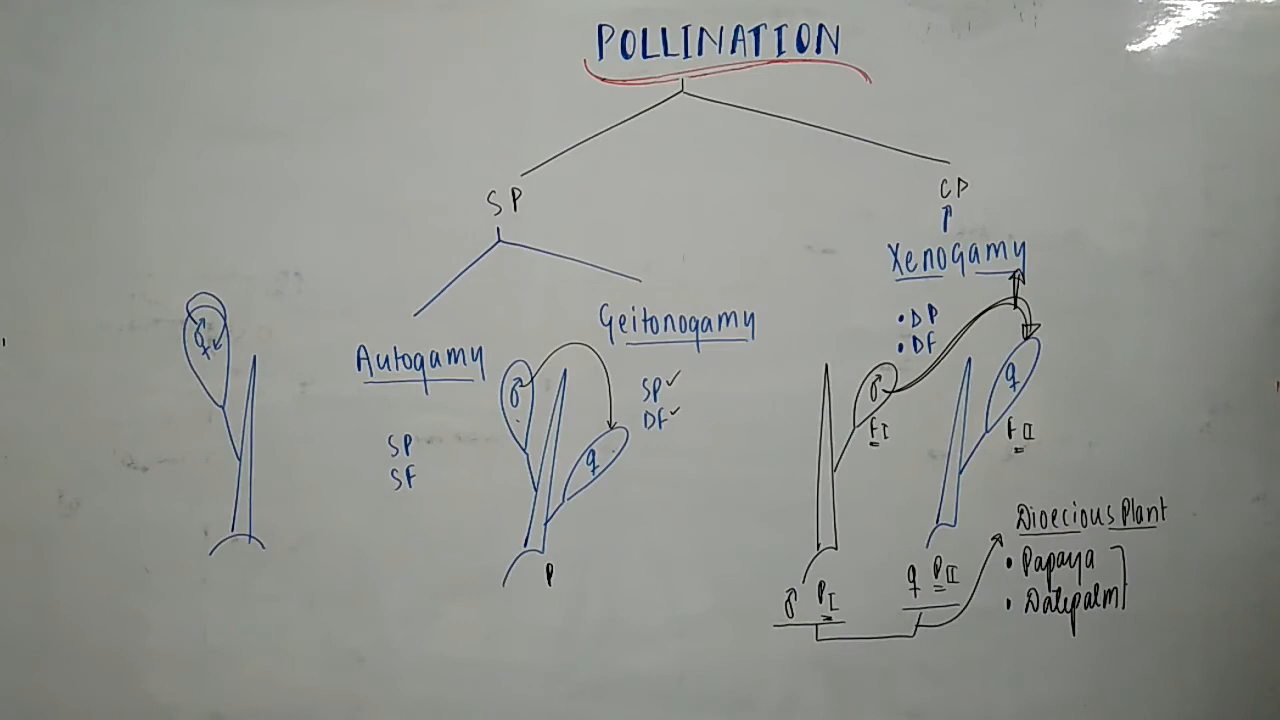 POLLINATION
SP
CP
Xenogamy
• DP
• DF
Geitonogamy
SP✓
DF✓
Autogamy
SP
SF
♂
♀
♂
♀
♂
♀
FI
FII
P
♂ PI
♀ PII
Dioecious Plant
• Papaya
• Datepalm